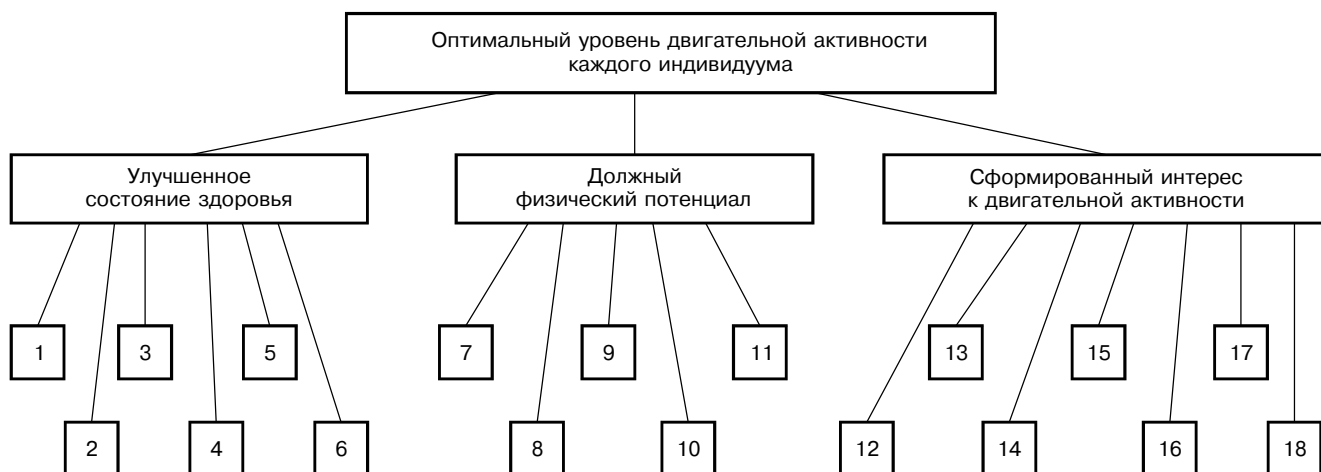 Оптимальный уровень двигательной активности
каждого индивидуума
Улучшенное
состояние здоровья
Должный
физический потенциал
Сформированный интерес
к двигательной активности
1
3
5
7
9
11
13
15
17
2
4
6
8
10
12
14
16
18